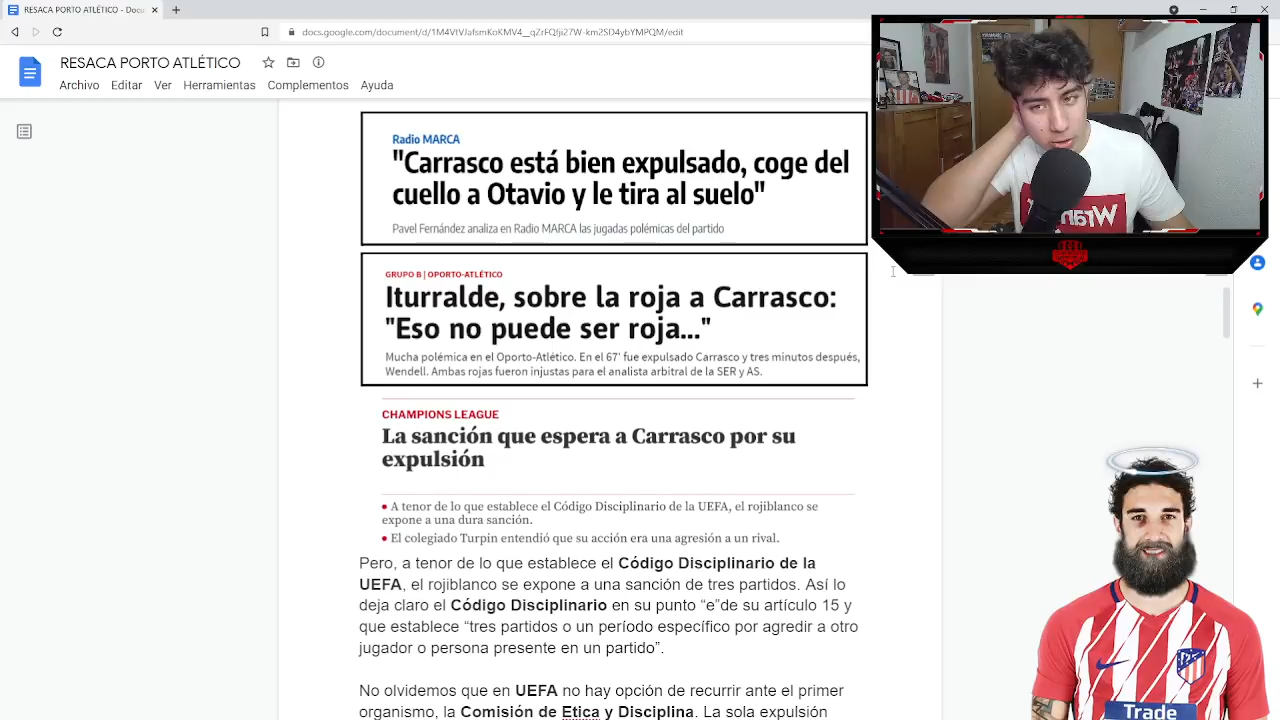 RESACA PORTO ATLÉTICO - Docu
docs.google.com/document/d/1M4VtVJafsmKoKMV4_qZrFQfji27W-km2SD4ybYMPQM/edit
RESACA PORTO ATLÉTICO
Archivo Editar Ver Herramientas Complementos Ayuda
Radio MARCA
"Carrasco está bien expulsado, coge del
cuello a Otavio y le tira al suelo"
Pavel Fernández analiza en Radio MARCA las jugadas polémicas del partido
GRUPO B | OPORTO-ATLÉTICO
Iturralde, sobre la roja a Carrasco:
"Eso no puede ser roja..."
Mucha polémica en el Oporto-Atlético. En el 67' fue expulsado Carrasco y tres minutos después,
Wendell. Ambas rojas fueron injustas para el analista arbitral de la SER y AS.
CHAMPIONS LEAGUE
La sanción que espera a Carrasco por su
expulsión
A tenor de lo que establece el Código Disciplinario de la UEFA, el rojiblanco se
expone a una dura sanción.
El colegiado Turpin entendió que su acción era una agresión a un rival.
Pero, a tenor de lo que establece el Código Disciplinario de la
UEFA, el rojiblanco se expone a una sanción de tres partidos. Así lo
deja claro el Código Disciplinario en su punto “e”de su artículo 15 y
que establece “tres partidos o un período específico por agredir a otro
jugador o persona presente en un partido”.
No olvidemos que en UEFA no hay opción de recurrir ante el primer
organismo, la Comisión de Etica y Disciplina. La sola expulsión
Trade